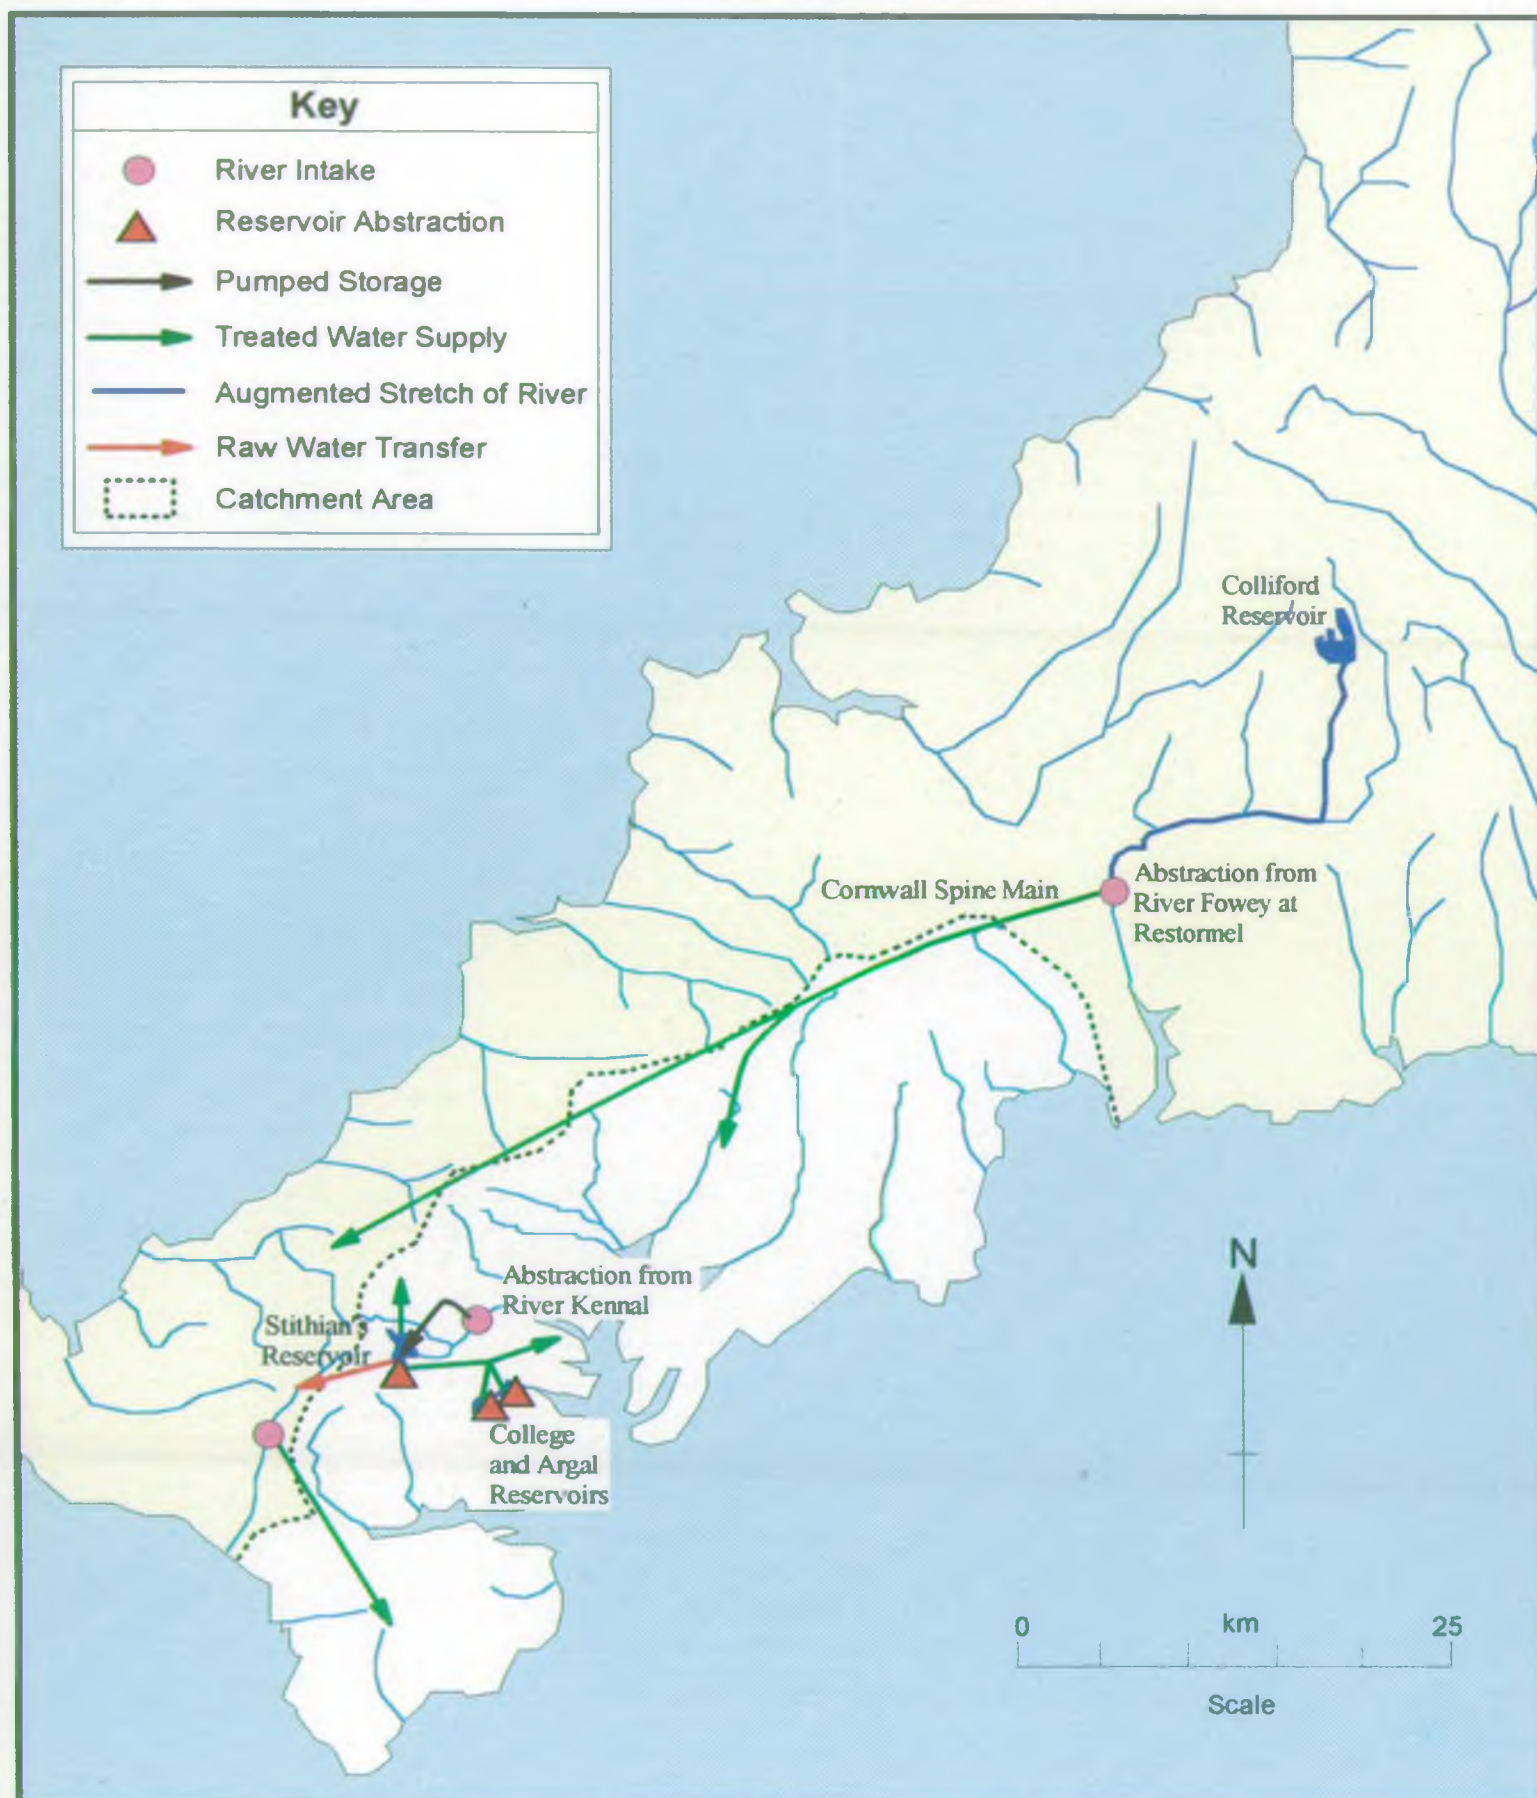 Key
River Intake
Reservoir Abstraction
Pumped Storage
Treated Water Supply
Augmented Stretch of River
Raw Water Transfer
Catchment Area
Colliford
Reservoir
Cornwall Spine Main
Abstraction from
River Fowey at
Restormel
Abstraction from
River Kennal
Stithian's
Reservoir
College
and Argal
Reservoirs
N
0 km 25
Scale